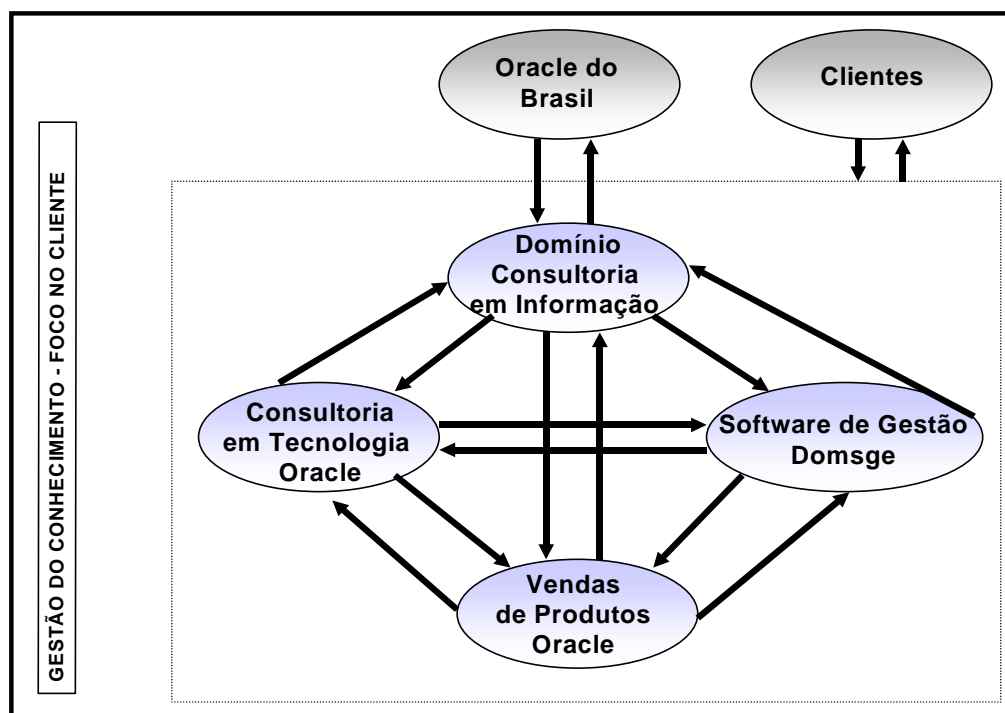 Oracle do
Brasil
Clientes
GESTÃO DO CONHECIMENTO - FOCO NO CLIENTE
Domínio
Consultoria
em Informação
Consultoria
em Tecnologia
Oracle
Software de Gestão
Domsge
Vendas
de Produtos
Oracle